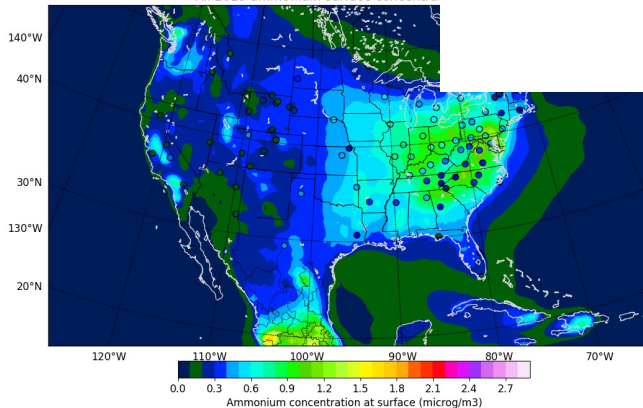 140°W
40°N
30°N
130°W
20°N
120°W 110°W 100°W 90°W 80°W 70°W
0.0 0.3 0.6 0.9 1.2 1.5 1.8 2.1 2.4 2.7
Ammonium concentration at surface (microg/m3)